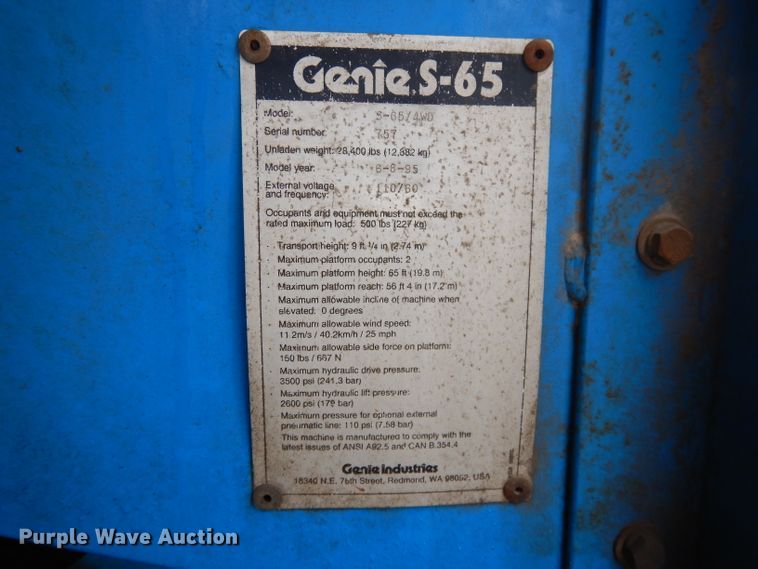 Genie S-65
Model: S-65/4WD
Serial number: 757
Unladen weight: 28,400 lbs (12,882 kg)
Model year: 6-6-95
External voltage
and frequency: 110/60
Occupants and equipment must not exceed the
rated maximum load: 500 lbs (227 kg)
· Transport height: 9 ft 1/4 in (2.74 m)
· Maximum platform occupants: 2
· Maximum platform height: 65 ft (19.8 m)
· Maximum platform reach: 56 ft 4 in (17.2 m)
· Maximum allowable incline of machine when
elevated: 0 degrees
· Maximum allowable wind speed:
11.2m/s / 40.2km/h / 25 mph
· Maximum allowable side force on platform:
150 lbs / 667 N
· Maximum hydraulic drive pressure:
3500 psi (241.3 bar)
· Maximum hydraulic lift pressure:
2600 psi (179 bar)
· Maximum pressure for optional external
pneumatic line: 110 psi (7.58 bar)
This machine is manufactured to comply with the
latest issues of ANSI A92.5 and CAN B.354.4
Genie Industries
18340 N.E. 76th Street, Redmond, WA 98052, USA
Purple Wave Auction